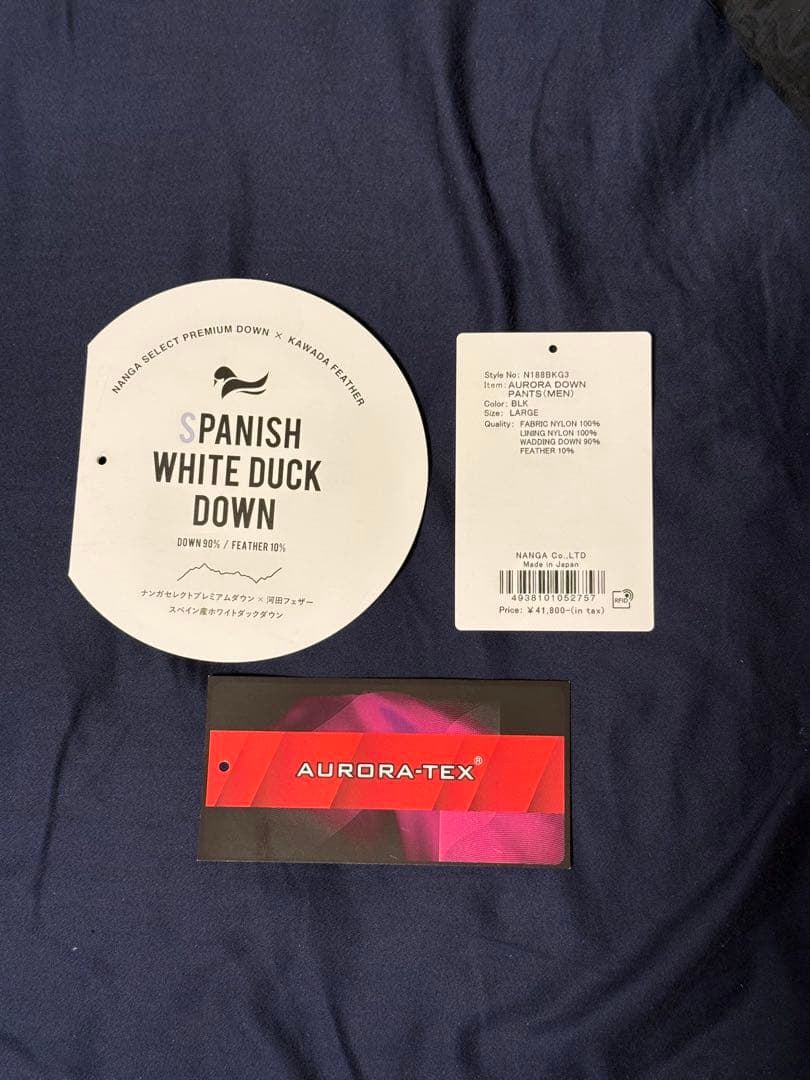 NANGA SELECT PREMIUM DOWN × KAWADA FEATHER
SPANISH
WHITE DUCK
DOWN
DOWN 90% / FEATHER 10%
ナンガセレクトプレミアムダウン × 河田フェザー
スペイン産ホワイトダックダウン
Style No: N188BKG3
Item: AURORA DOWN
PANTS(MEN)
Color: BLK
Size: LARGE
Quality: FABRIC NYLON 100%
LINING NYLON 100%
WADDING DOWN 90%
FEATHER 10%
NANGA Co.,LTD
Made in Japan
4938101052757
RFID
Price: ¥41,800-(in tax)
AURORA-TEX®